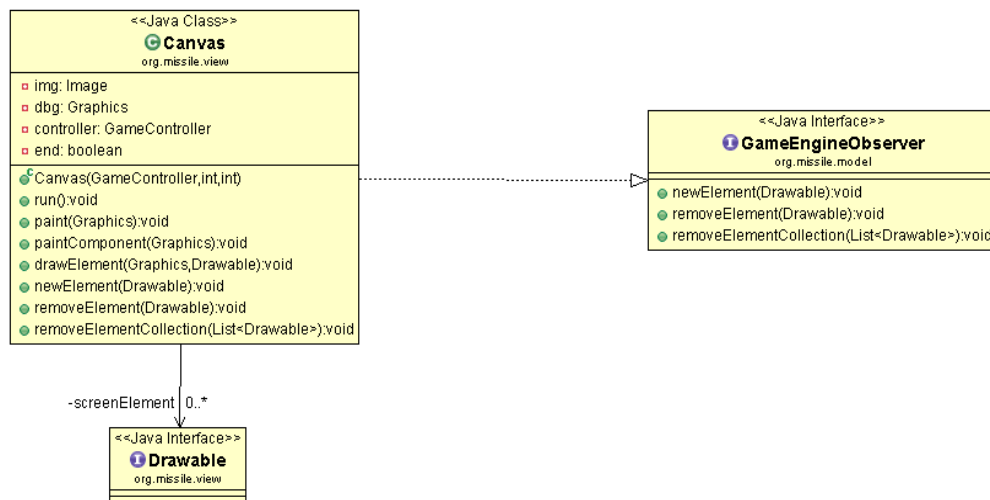 <<Java Class>>
Canvas
org.missile.view
img: Image
dbg: Graphics
controller: GameController
end: boolean
Canvas(GameController,int,int)
run():void
paint(Graphics):void
paintComponent(Graphics):void
drawElement(Graphics,Drawable):void
newElement(Drawable):void
removeElement(Drawable):void
removeElementCollection(List<Drawable>):void
<<Java Interface>>
GameEngineObserver
org.missile.model
newElement(Drawable):void
removeElement(Drawable):void
removeElementCollection(List<Drawable>):void
-screenElement 0..*
<<Java Interface>>
Drawable
org.missile.view